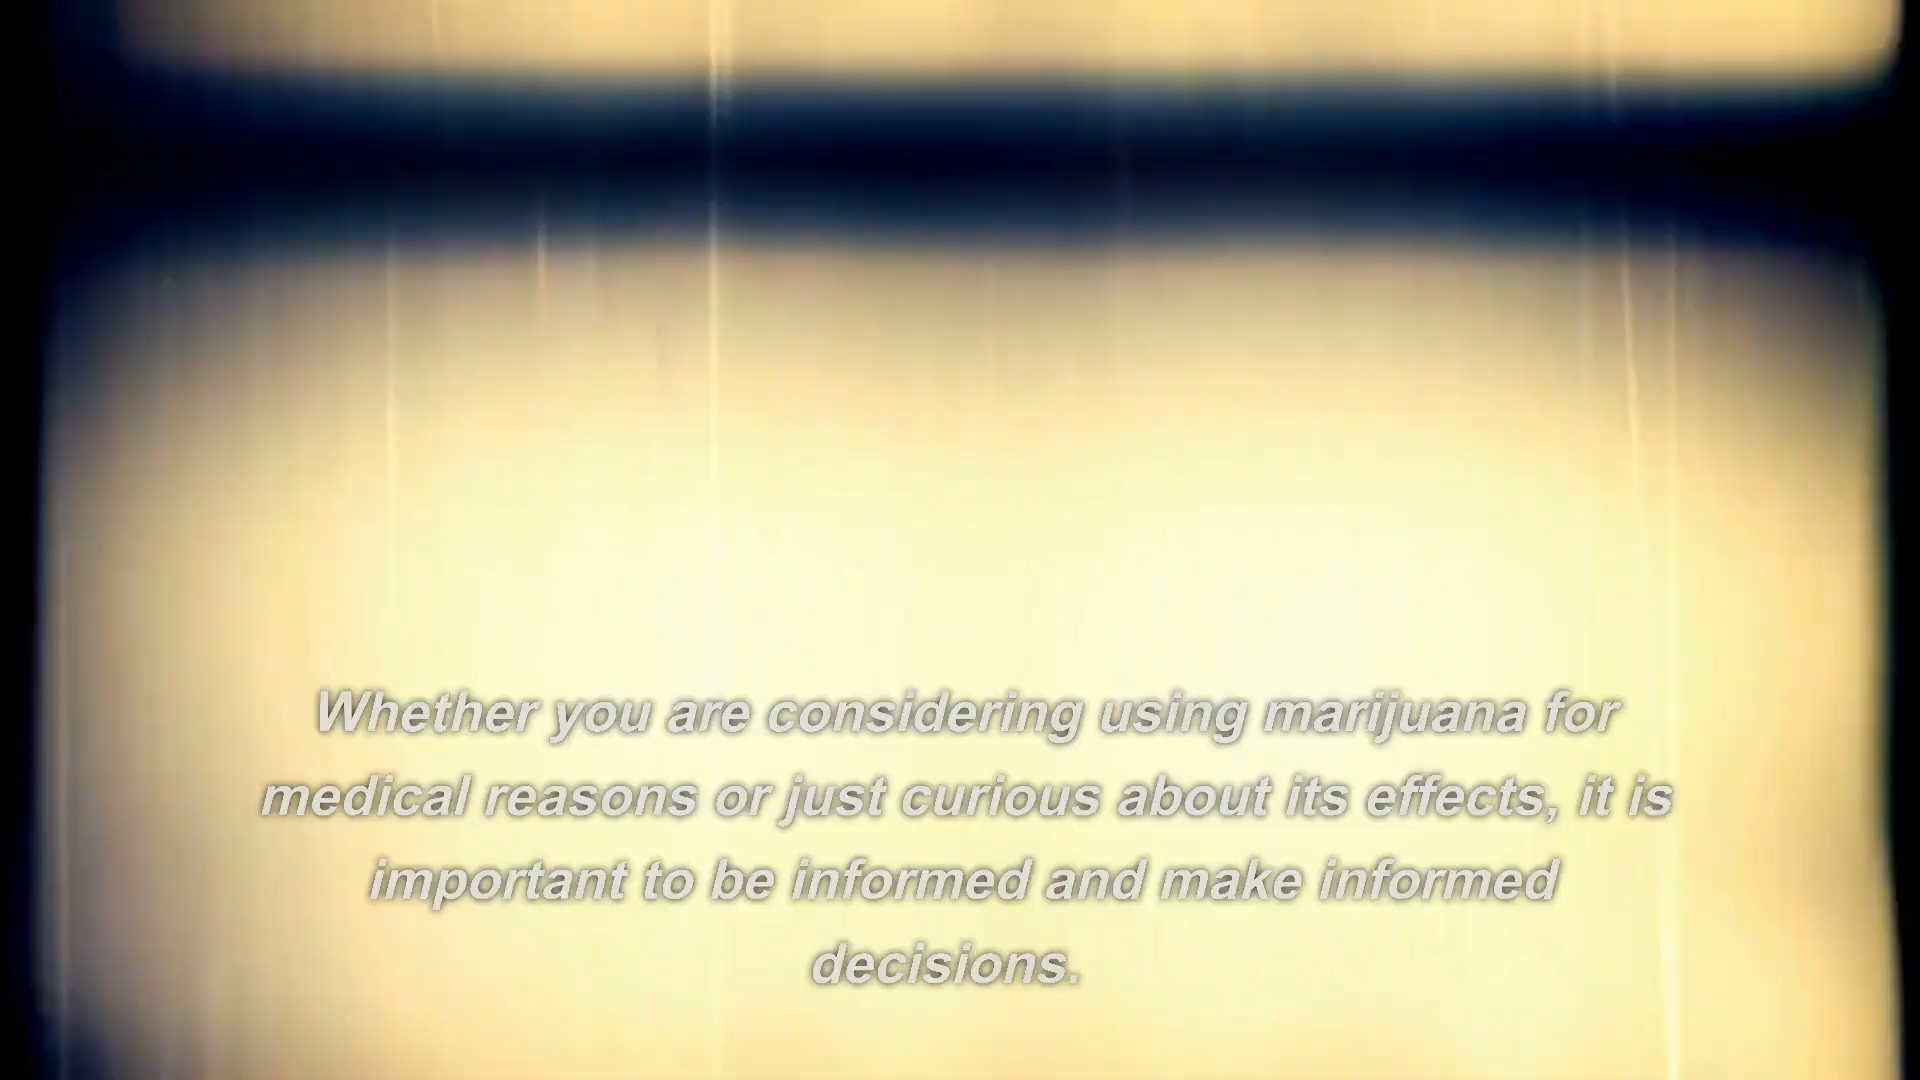 Whether you are considering using marijuana for
medical reasons or just curious about its effects, it is
important to be informed and make informed
decisions.